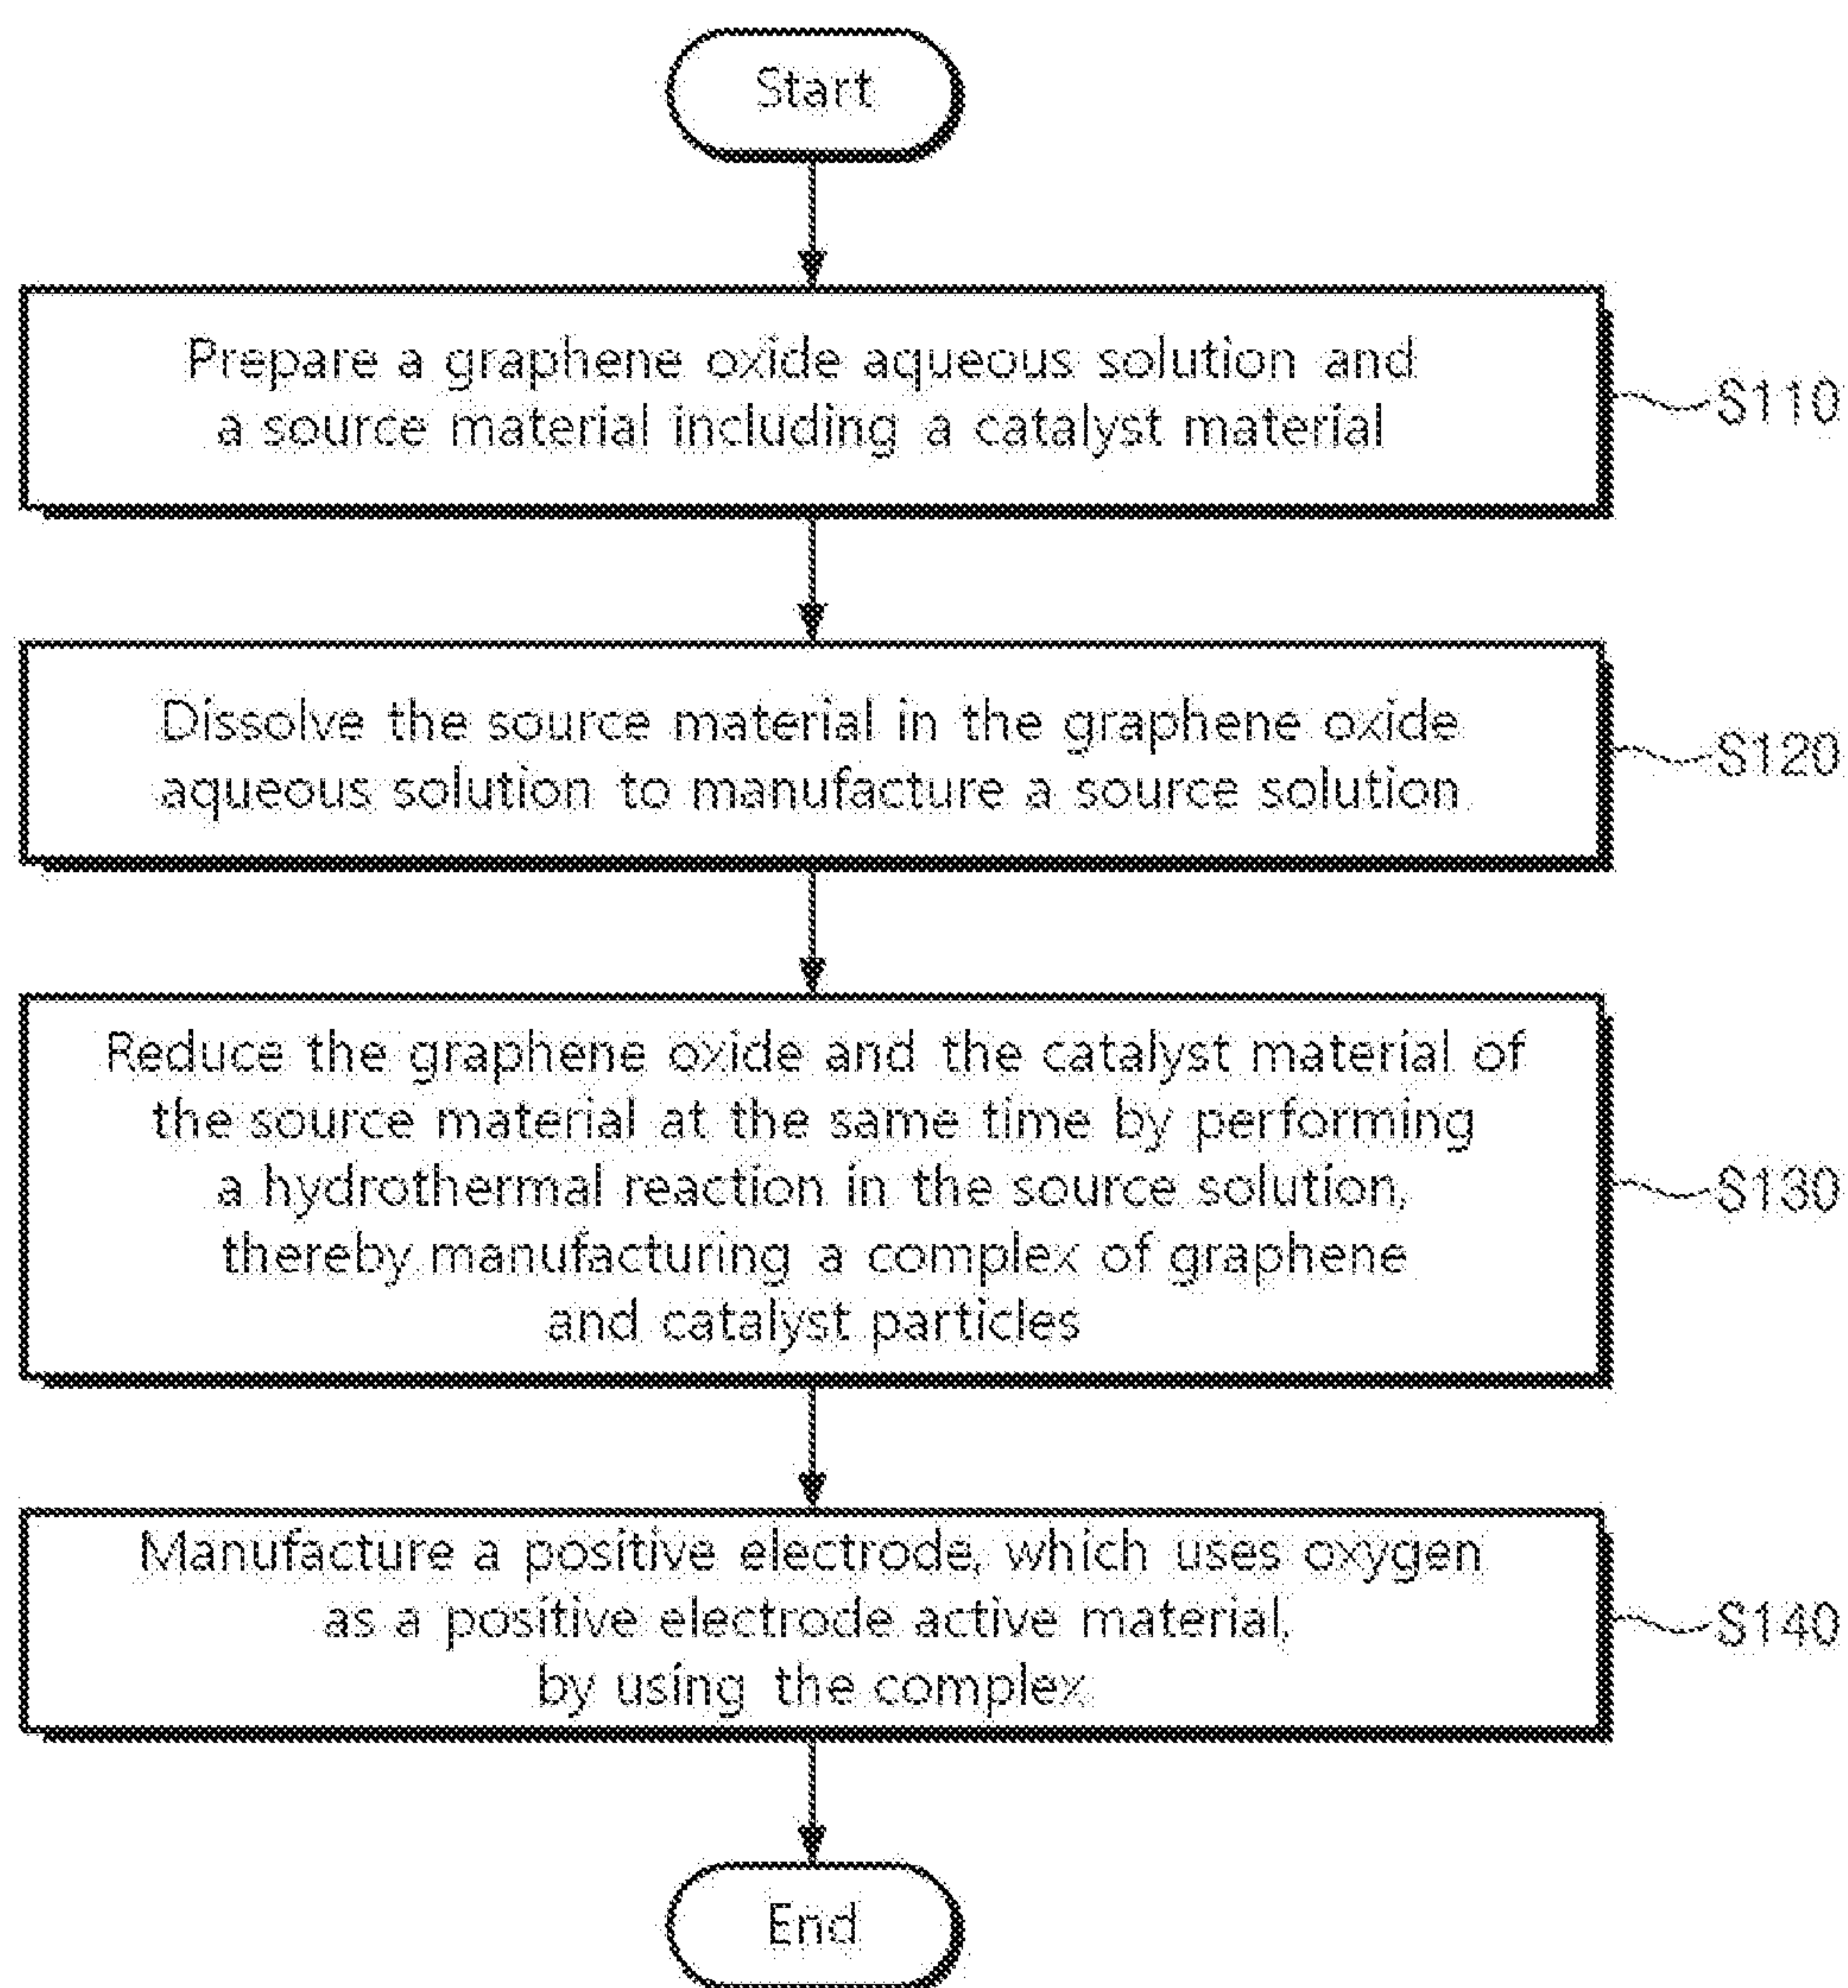 Start
Prepare a graphene oxide aqueous solution and
a source material including a catalyst material
S110
Dissolve the source material in the graphene oxide
aqueous solution to manufacture a source solution
S120
Reduce the graphene oxide and the catalyst material of
the source material at the same time by performing
a hydrothermal reaction in the source solution,
thereby manufacturing a complex of graphene
and catalyst particles
S130
Manufacture a positive electrode, which uses oxygen
as a positive electrode active material,
by using the complex
S140
End